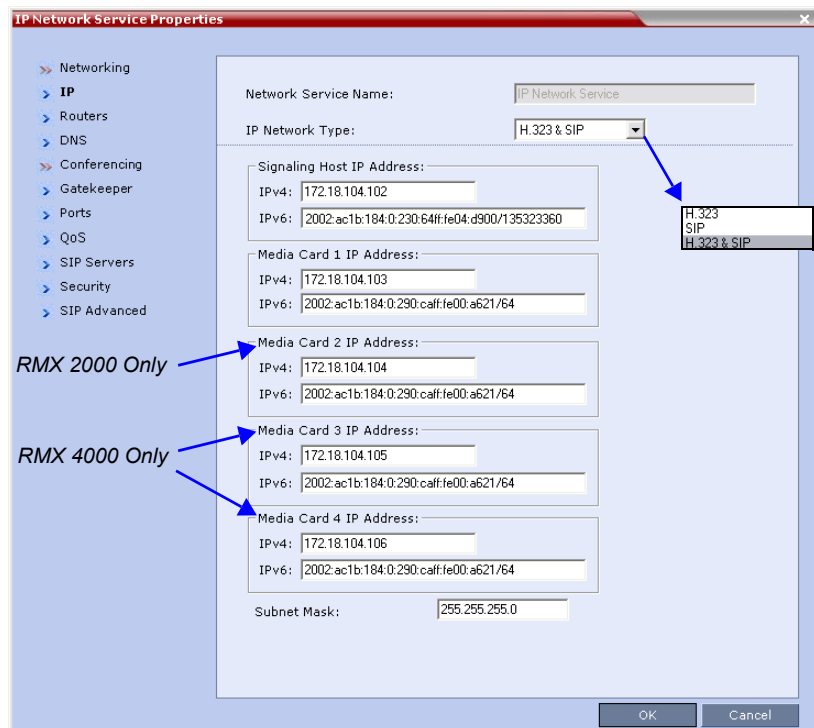 IP Network Service Properties
Networking
IP
Routers
DNS
Conferencing
Gatekeeper
Ports
QoS
SIP Servers
Security
SIP Advanced
RMX 2000 Only
RMX 4000 Only
Network Service Name: IP Network Service
IP Network Type: H.323 & SIP
H.323
SIP
H.323 & SIP
Signaling Host IP Address:
IPv4: 172.18.104.102
IPv6: 2002:ac1b:184:0:230:64ff:fe04:d900/135323360
Media Card 1 IP Address:
IPv4: 172.18.104.103
IPv6: 2002:ac1b:184:0:290:caff:fe00:a621/64
Media Card 2 IP Address:
IPv4: 172.18.104.104
IPv6: 2002:ac1b:184:0:290:caff:fe00:a621/64
Media Card 3 IP Address:
IPv4: 172.18.104.105
IPv6: 2002:ac1b:184:0:290:caff:fe00:a621/64
Media Card 4 IP Address:
IPv4: 172.18.104.106
IPv6: 2002:ac1b:184:0:290:caff:fe00:a621/64
Subnet Mask: 255.255.255.0
OK
Cancel